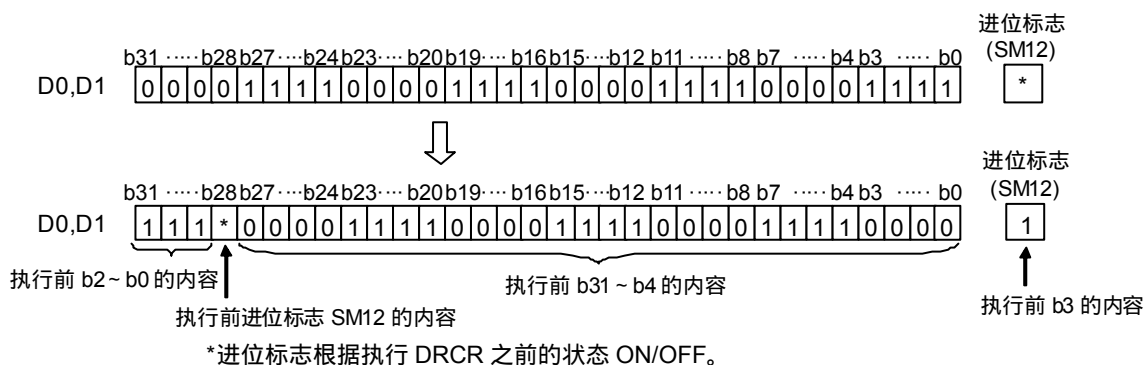 进位标志
(SM12)
b31 ····· b28 b27 ····b24 b23 ···· b20 b19 ···· b16 b15 ···· b12 b11 ····· b8 b7 ····· b4 b3 ····· b0
D0,D1 0 0 0 0 1 1 1 1 0 0 0 0 1 1 1 1 0 0 0 0 1 1 1 1 0 0 0 0 1 1 1 1 *
进位标志
(SM12)
b31 ····· b28 b27 ····b24 b23 ···· b20 b19 ···· b16 b15 ···· b12 b11 ····· b8 b7 ····· b4 b3 ····· b0
D0,D1 1 1 1 * 0 0 0 0 1 1 1 1 0 0 0 0 1 1 1 1 0 0 0 0 1 1 1 1 0 0 0 0 1
执行前 b2~ b0 的内容
执行前 b31 ~ b4 的内容
执行前 b3 的内容
执行前进位标志 SM12 的内容
*进位标志根据执行 DRCR 之前的状态 ON/OFF。